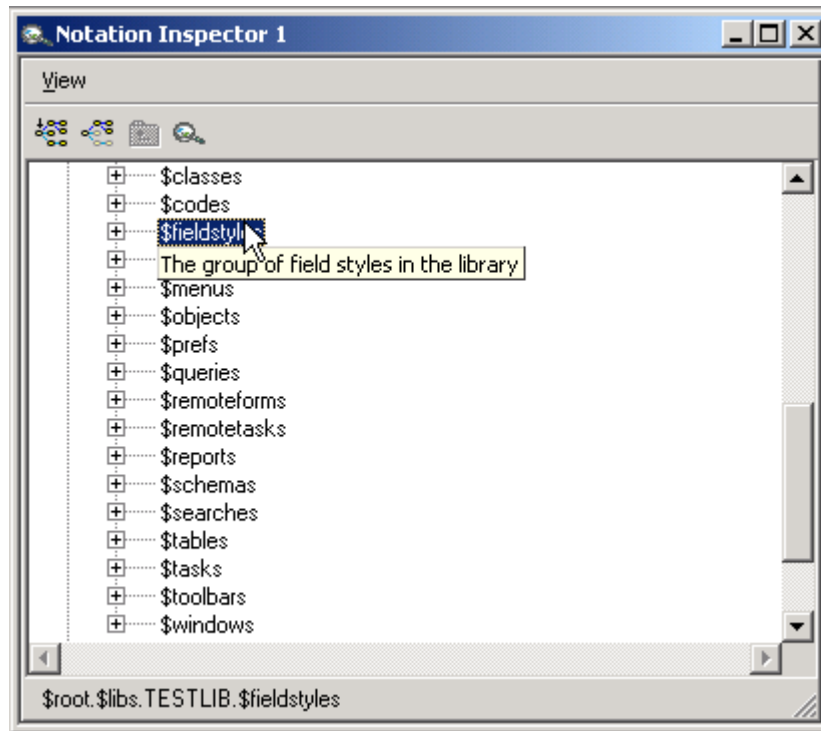 Notation Inspector 1
View
$classes
$codes
$fieldstyles
The group of field styles in the library
$menus
$objects
$prefs
$queries
$remoteforms
$remotetasks
$reports
$schemas
$searches
$tables
$tasks
$toolbars
$windows
$root.$libs.TESTLIB.$fieldstyles